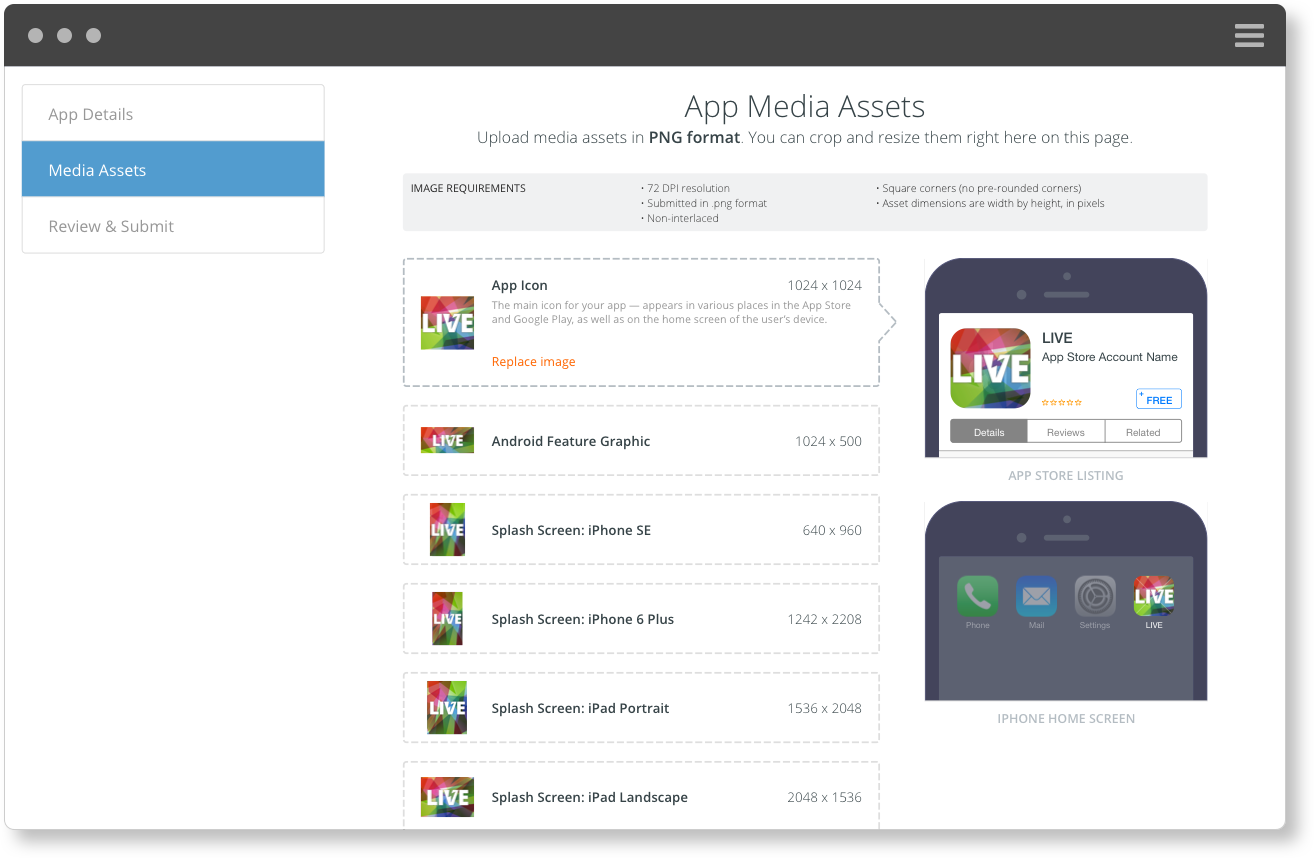 App Details
Media Assets
Review & Submit
App Media Assets
Upload media assets in PNG format. You can crop and resize them right here on this page.
IMAGE REQUIREMENTS
• 72 DPI resolution
• Submitted in .png format
• Non-interlaced
• Square corners (no pre-rounded corners)
• Asset dimensions are width by height, in pixels
LIVE
App Icon 1024 x 1024
The main icon for your app — appears in various places in the App Store
and Google Play, as well as on the home screen of the user's device.
Replace image
LIVE
Android Feature Graphic 1024 x 500
LIVE
Splash Screen: iPhone SE 640 x 960
LIVE
Splash Screen: iPhone 6 Plus 1242 x 2208
LIVE
Splash Screen: iPad Portrait 1536 x 2048
LIVE
Splash Screen: iPad Landscape 2048 x 1536
LIVE
LIVE
App Store Account Name
☆☆☆☆☆
+ FREE
Details Reviews Related
APP STORE LISTING
LIVE
Phone Mail Settings LIVE
IPHONE HOME SCREEN